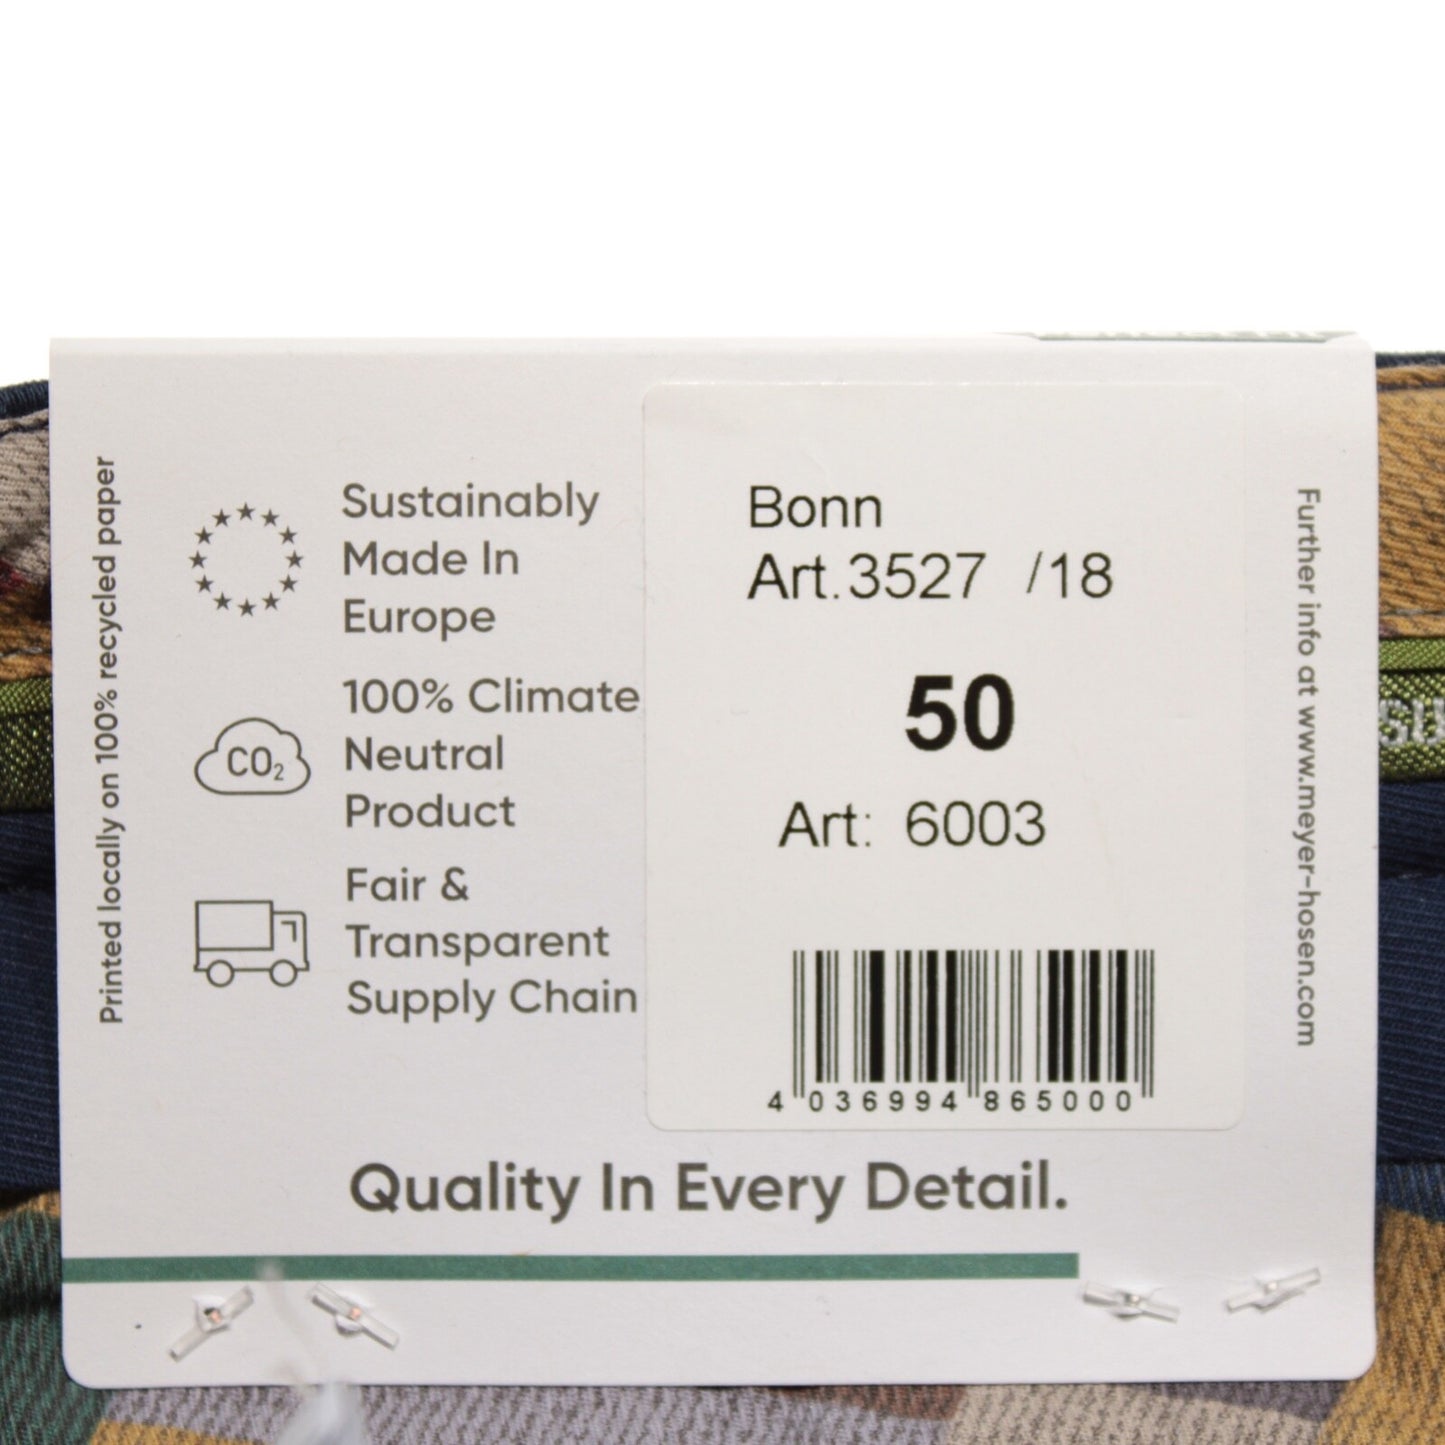 Printed locally on 100% recycled paper
Sustainably
Made In
Europe
CO₂
100% Climate
Neutral
Product
Fair &
Transparent
Supply Chain
Bonn
Art.3527 /18
50
Art: 6003
4 036994 865000
Further info at www.meyer-hosen.com
Quality In Every Detail.